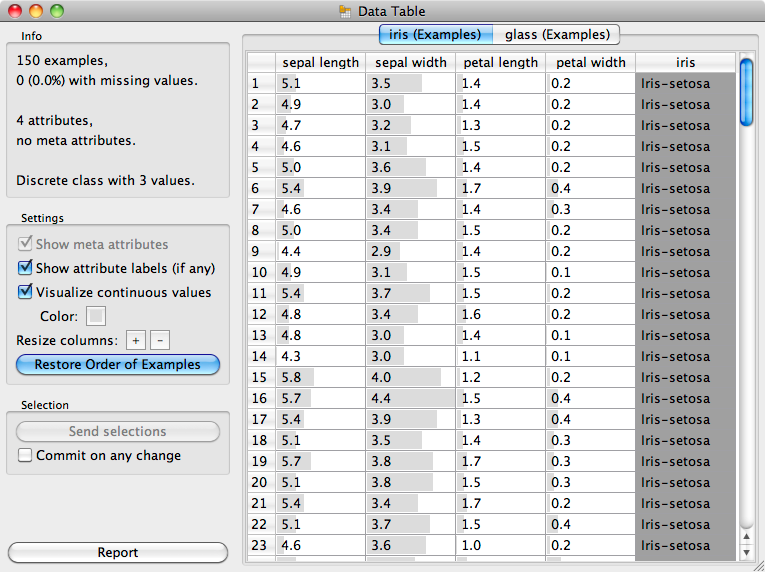 Data Table
Info
150 examples,
0 (0.0%) with missing values.
4 attributes,
no meta attributes.
Discrete class with 3 values.
Settings
Show meta attributes
Show attribute labels (if any)
Visualize continuous values
Color:
Resize columns: + -
Restore Order of Examples
Selection
Send selections
Commit on any change
Report
iris (Examples) glass (Examples)
sepal length sepal width petal length petal width iris
1 5.1 3.5 1.4 0.2 Iris-setosa
2 4.9 3.0 1.4 0.2 Iris-setosa
3 4.7 3.2 1.3 0.2 Iris-setosa
4 4.6 3.1 1.5 0.2 Iris-setosa
5 5.0 3.6 1.4 0.2 Iris-setosa
6 5.4 3.9 1.7 0.4 Iris-setosa
7 4.6 3.4 1.4 0.3 Iris-setosa
8 5.0 3.4 1.5 0.2 Iris-setosa
9 4.4 2.9 1.4 0.2 Iris-setosa
10 4.9 3.1 1.5 0.1 Iris-setosa
11 5.4 3.7 1.5 0.2 Iris-setosa
12 4.8 3.4 1.6 0.2 Iris-setosa
13 4.8 3.0 1.4 0.1 Iris-setosa
14 4.3 3.0 1.1 0.1 Iris-setosa
15 5.8 4.0 1.2 0.2 Iris-setosa
16 5.7 4.4 1.5 0.4 Iris-setosa
17 5.4 3.9 1.3 0.4 Iris-setosa
18 5.1 3.5 1.4 0.3 Iris-setosa
19 5.7 3.8 1.7 0.3 Iris-setosa
20 5.1 3.8 1.5 0.3 Iris-setosa
21 5.4 3.4 1.7 0.2 Iris-setosa
22 5.1 3.7 1.5 0.4 Iris-setosa
23 4.6 3.6 1.0 0.2 Iris-setosa